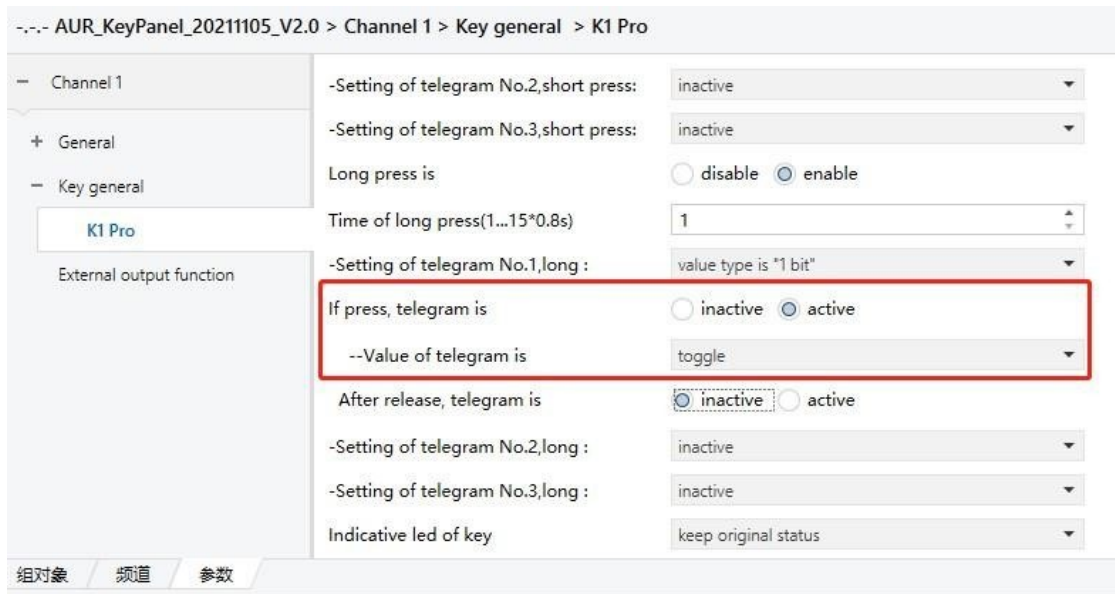 -.-.- AUR_KeyPanel_20211105_V2.0 > Channel 1 > Key general > K1 Pro
− Channel 1
+ General
− Key general
K1 Pro
External output function
-Setting of telegram No.2,short press: inactive
-Setting of telegram No.3,short press: inactive
Long press is disable enable
Time of long press(1...15*0.8s) 1
-Setting of telegram No.1,long : value type is "1 bit"
If press, telegram is inactive active
--Value of telegram is toggle
After release, telegram is inactive active
-Setting of telegram No.2,long : inactive
-Setting of telegram No.3,long : inactive
Indicative led of key keep original status
组对象 频道 参数